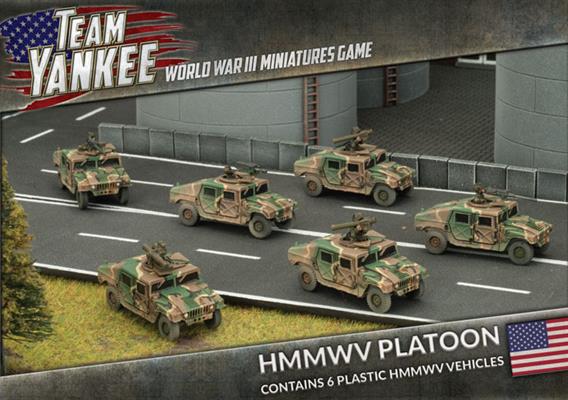 TEAM
YANKEE
WORLD WAR III MINIATURES GAME
HMMWV PLATOON
CONTAINS 6 PLASTIC HMMWV VEHICLES